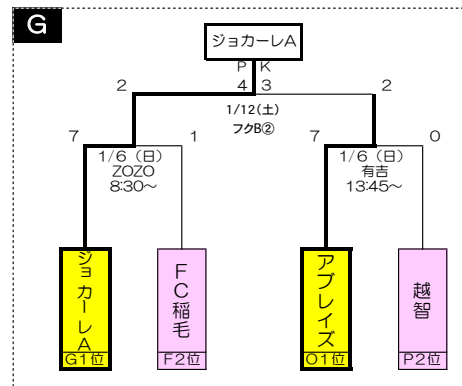 G
ジョカーレA
P K
2 4 3 2
1/12(土)
フクB②
7 1 7 0
1/6（日）
ZOZO
8:30～
1/6（日）
有吉
13:45～
ジョカーレA
G1位
FC稲毛
F2位
アブレイズ
O1位
越智
P2位